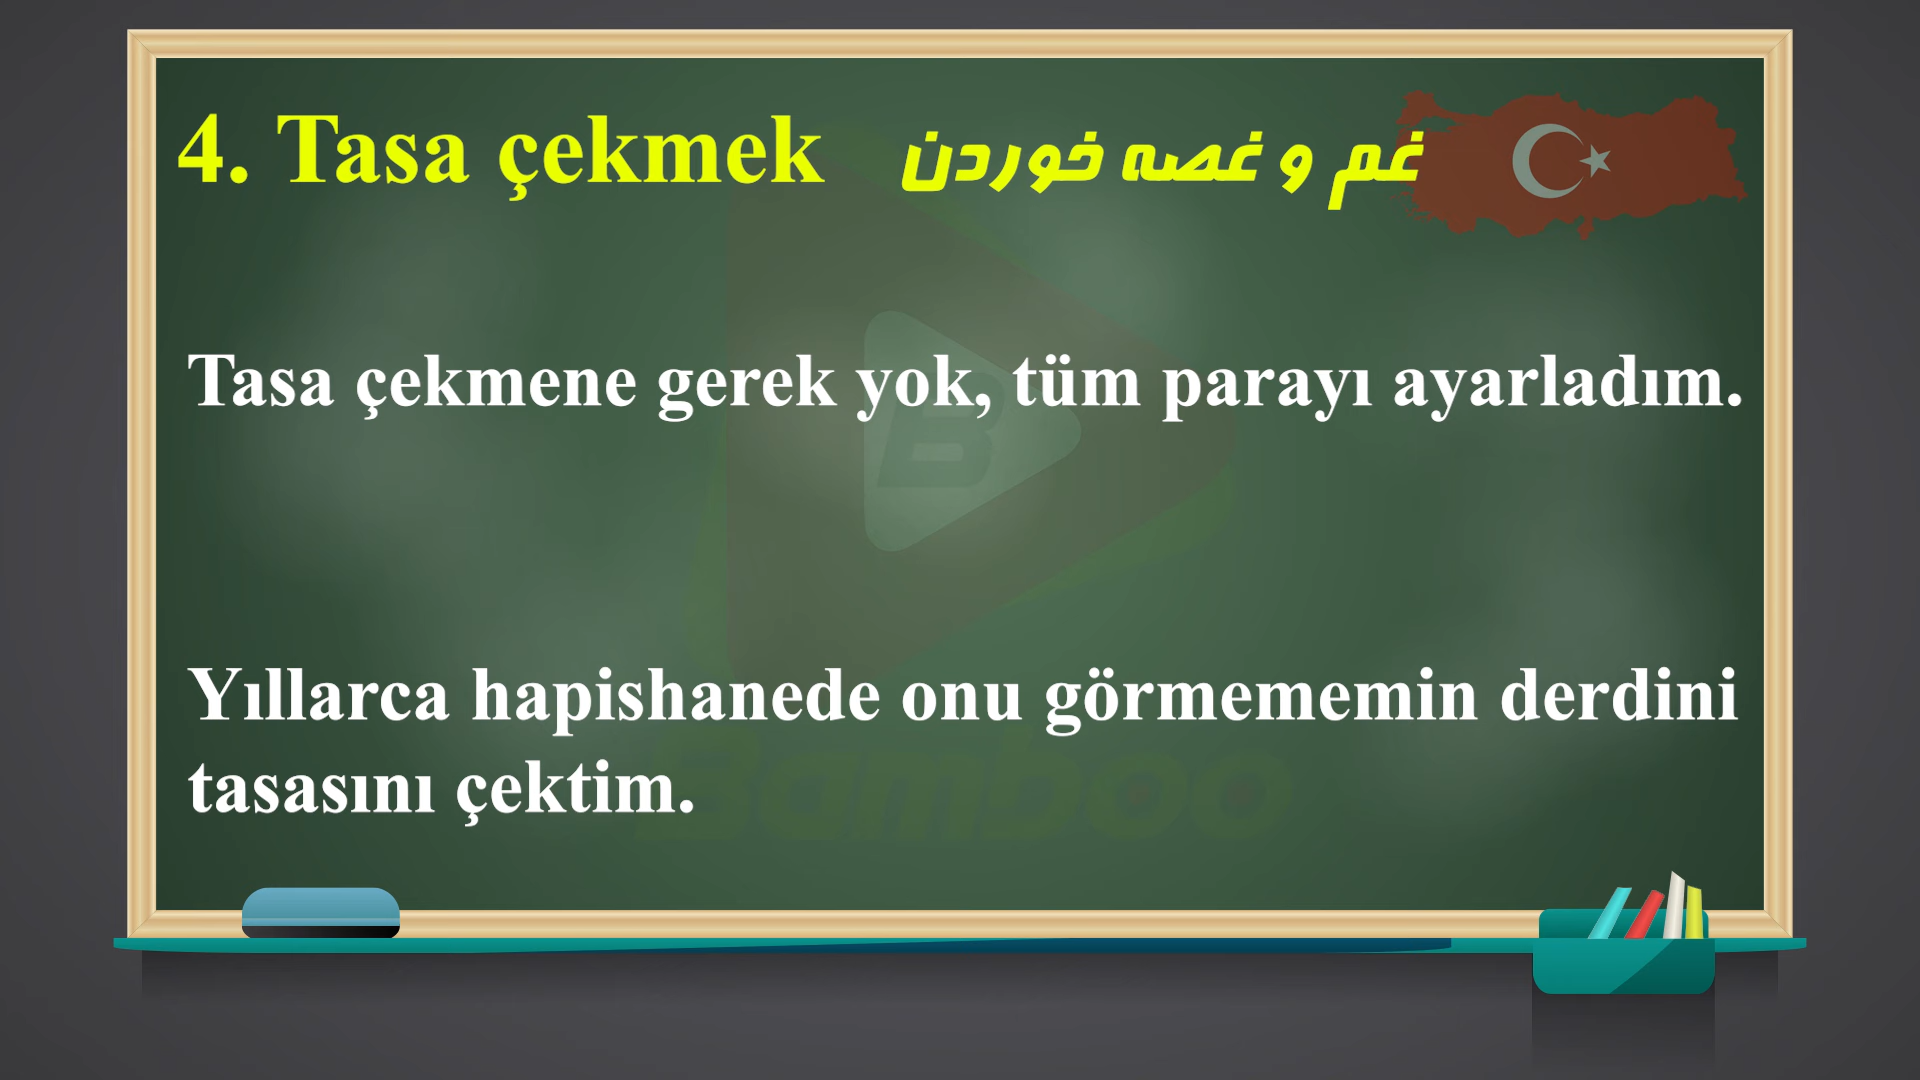 4. Tasa çekmek غم و غصه خوردن
Tasa çekmene gerek yok, tüm parayı ayarladım.
B
Yıllarca hapishanede onu görmememin derdini
tasasını çektim.
Bamboo